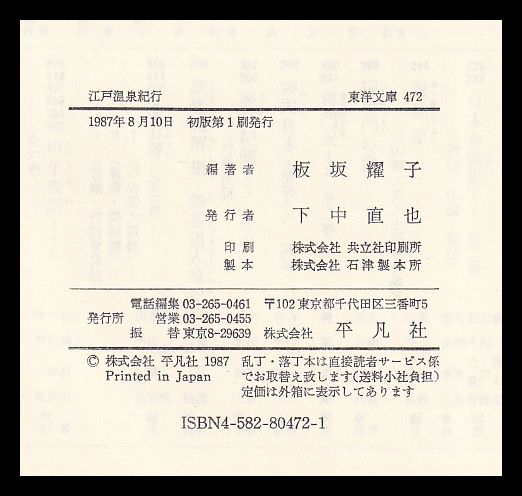 江戸温泉紀行 東洋文庫 472
1987年8月10日 初版第1刷発行
編著者 板坂耀子
発行者 下中直也
印刷 株式会社 共立社印刷所
製本 株式会社 石津製本所
電話編集 03-265-0461 〒102 東京都千代田区三番町5
発行所 営業 03-265-0455
振替 東京8-29639 株式会社 平凡社
© 株式会社 平凡社 1987 乱丁・落丁本は直接読者サービス係
Printed in Japan でお取替え致します(送料小社負担)
定価は外箱に表示してあります
ISBN4-582-80472-1